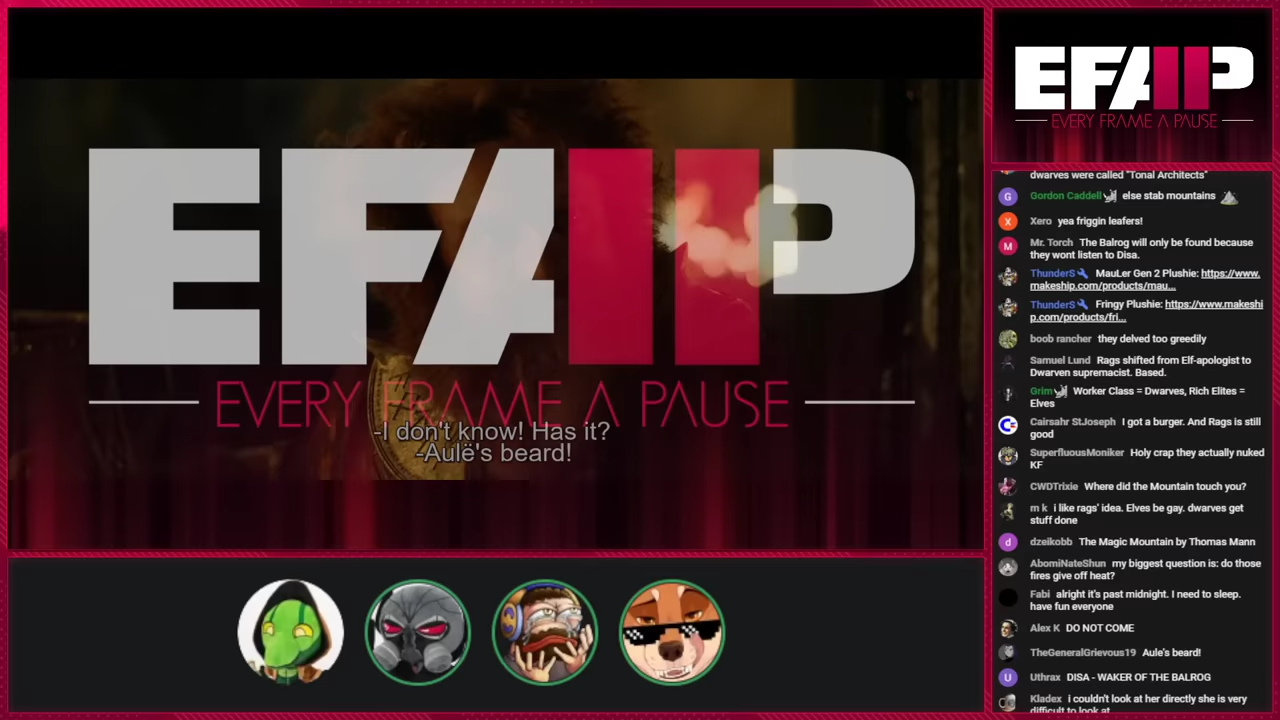 EFAP
EVERY FRAME A PAUSE
-I don't know! Has it?
-Aulë's beard!
EFAP
EVERY FRAME A PAUSE
dwarves were called "Tonal Architects"
G Gordon Caddell else stab mountains
X Xero yea friggin leafers!
M Mr. Torch The Balrog will only be found because
they wont listen to Disa.
ThunderS MauLer Gen 2 Plushie: https://www.
makeship.com/products/mau...
ThunderS Fringy Plushie: https://www.makeshi
p.com/products/fri...
boob rancher they delved too greedily
Samuel Lund Rags shifted from Elf-apologist to
Dwarven supremacist. Based.
Grim Worker Class = Dwarves, Rich Elites =
Elves
Cairsahr StJoseph I got a burger. And Rags is still
good
SuperfluousMoniker Holy crap they actually nuked
KF
CWDTrixie Where did the Mountain touch you?
m k i like rags' idea. Elves be gay. dwarves get
stuff done
d dzeikobb The Magic Mountain by Thomas Mann
AbomiNateShun my biggest question is: do those
fires give off heat?
Fabi alright it's past midnight. I need to sleep.
have fun everyone
Alex K DO NOT COME
TheGeneralGrievous19 Aule's beard!
U Uthrax DISA - WAKER OF THE BALROG
Kladex i couldn't look at her directly she is very
difficult to look at